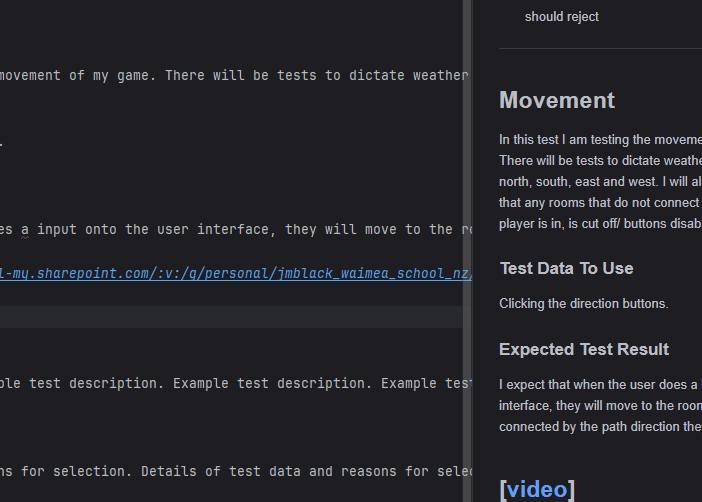 movement of my game. There will be tests to dictate weather
.
es a input onto the user interface, they will move to the
l-my.sharepoint.com/:v:/g/personal/jmblack_waimea_school_nz/
ple test description. Example test description. Example test
ns for selection. Details of test data and reasons for selec
should reject
Movement
In this test I am testing the moveme
There will be tests to dictate weathe
north, south, east and west. I will al
that any rooms that do not connect
player is in, is cut off/ buttons disab
Test Data To Use
Clicking the direction buttons.
Expected Test Result
I expect that when the user does a
interface, they will move to the room
connected by the path direction the
[video]